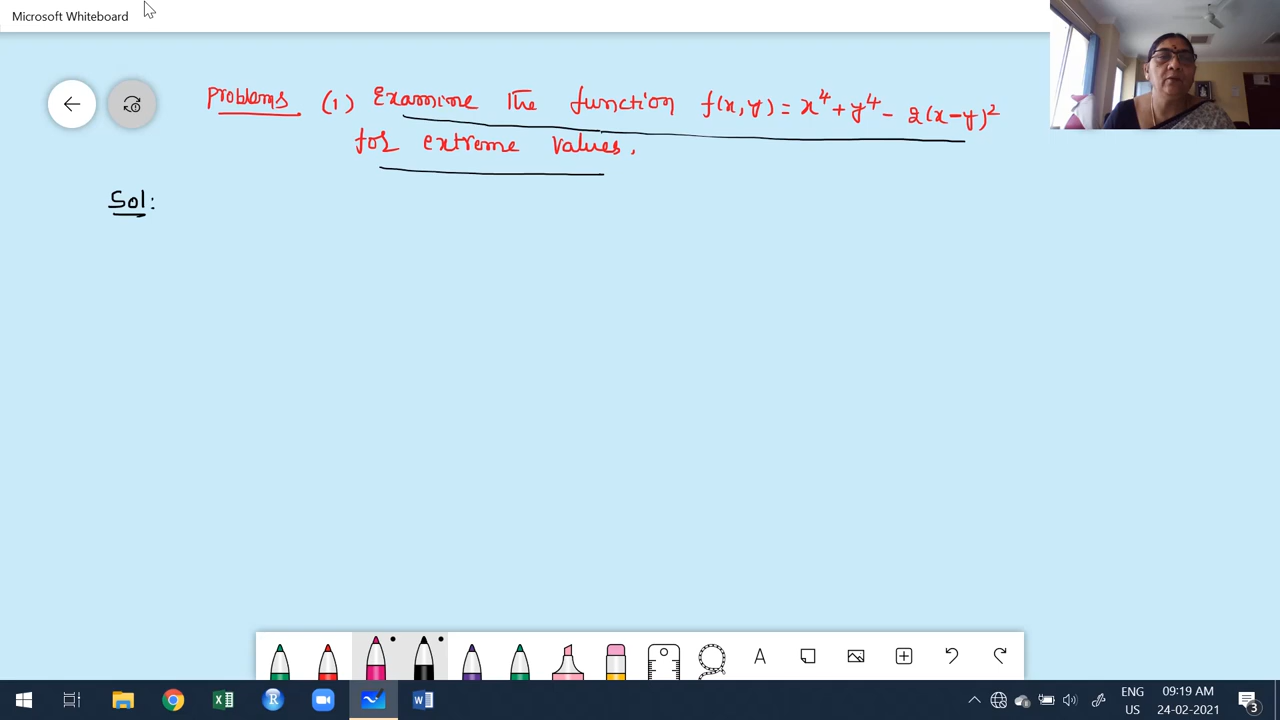 Microsoft Whiteboard
Problems (1) Examine The function f(x,y) = x⁴ + y⁴ - 2(x-y)²
for extreme values.
Sol:
A
ENG 09:19 AM
US 24-02-2021 3